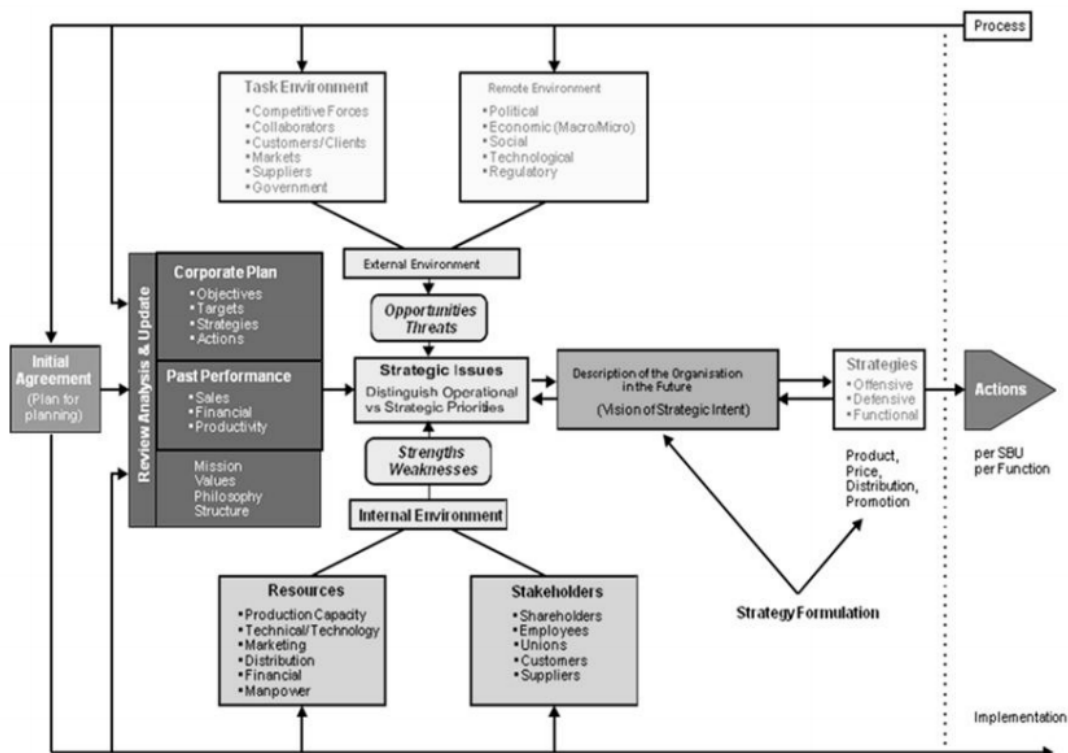 Process
Task Environment
▪Competitive Forces
▪Collaborators
▪Customers/Clients
▪Markets
▪Suppliers
▪Government
Remote Environment
▪Political
▪Economic (Macro/Micro)
▪Social
▪Technological
▪Regulatory
External Environment
Opportunities
Threats
Initial
Agreement
(Plan for
planning)
Review Analysis & Update
Corporate Plan
▪Objectives
▪Targets
▪Strategies
▪Actions
Past Performance
▪Sales
▪Financial
▪Productivity
Mission
Values
Philosophy
Structure
Strategic Issues
Distinguish Operational
vs Strategic Priorities
Strengths
Weaknesses
Internal Environment
Description of the Organisation
in the Future
(Vision of Strategic Intent)
Strategies
▪Offensive
▪Defensive
▪Functional
Product,
Price,
Distribution,
Promotion
Actions
per SBU
per Function
Resources
▪Production Capacity
▪Technical/Technology
▪Marketing
▪Distribution
▪Financial
▪Manpower
Stakeholders
▪Shareholders
▪Employees
▪Unions
▪Customers
▪Suppliers
Strategy Formulation
Implementation